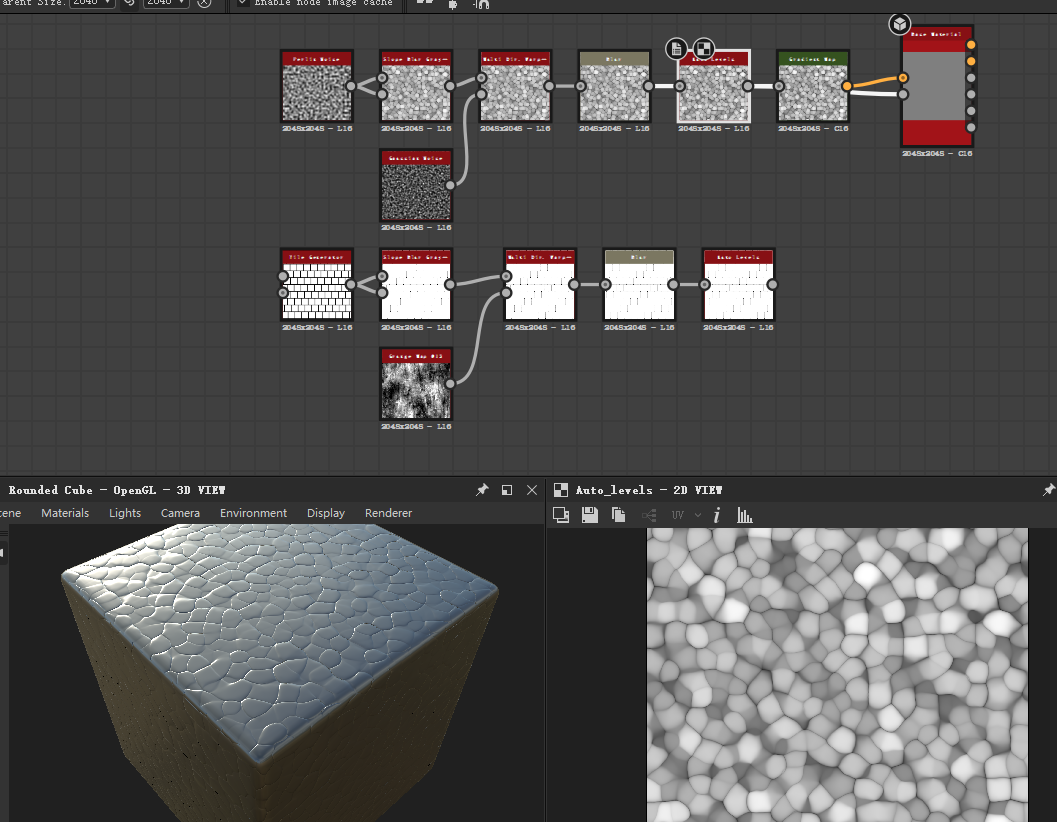 arent Size: 2048 2048 Enable node image cache
Perlin Noise
Slope Blur Gray—
Multi Dir. Warp—
Blur
Auto Levels
Gradient Map
Base Material
2048x2048 - L16
2048x2048 - L16
2048x2048 - L16
2048x2048 - L16
2048x2048 - L16
2048x2048 - C16
2048x2048 - C16
Gaussian Noise
2048x2048 - L16
Tile Generator
Slope Blur Gray—
Multi Dir. Warp—
Blur
Auto Levels
2048x2048 - L16
2048x2048 - L16
2048x2048 - L16
2048x2048 - L16
2048x2048 - L16
Grunge Map 013
2048x2048 - L16
Rounded Cube - OpenGL - 3D VIEW
cene Materials Lights Camera Environment Display Renderer
Auto_levels - 2D VIEW
UV